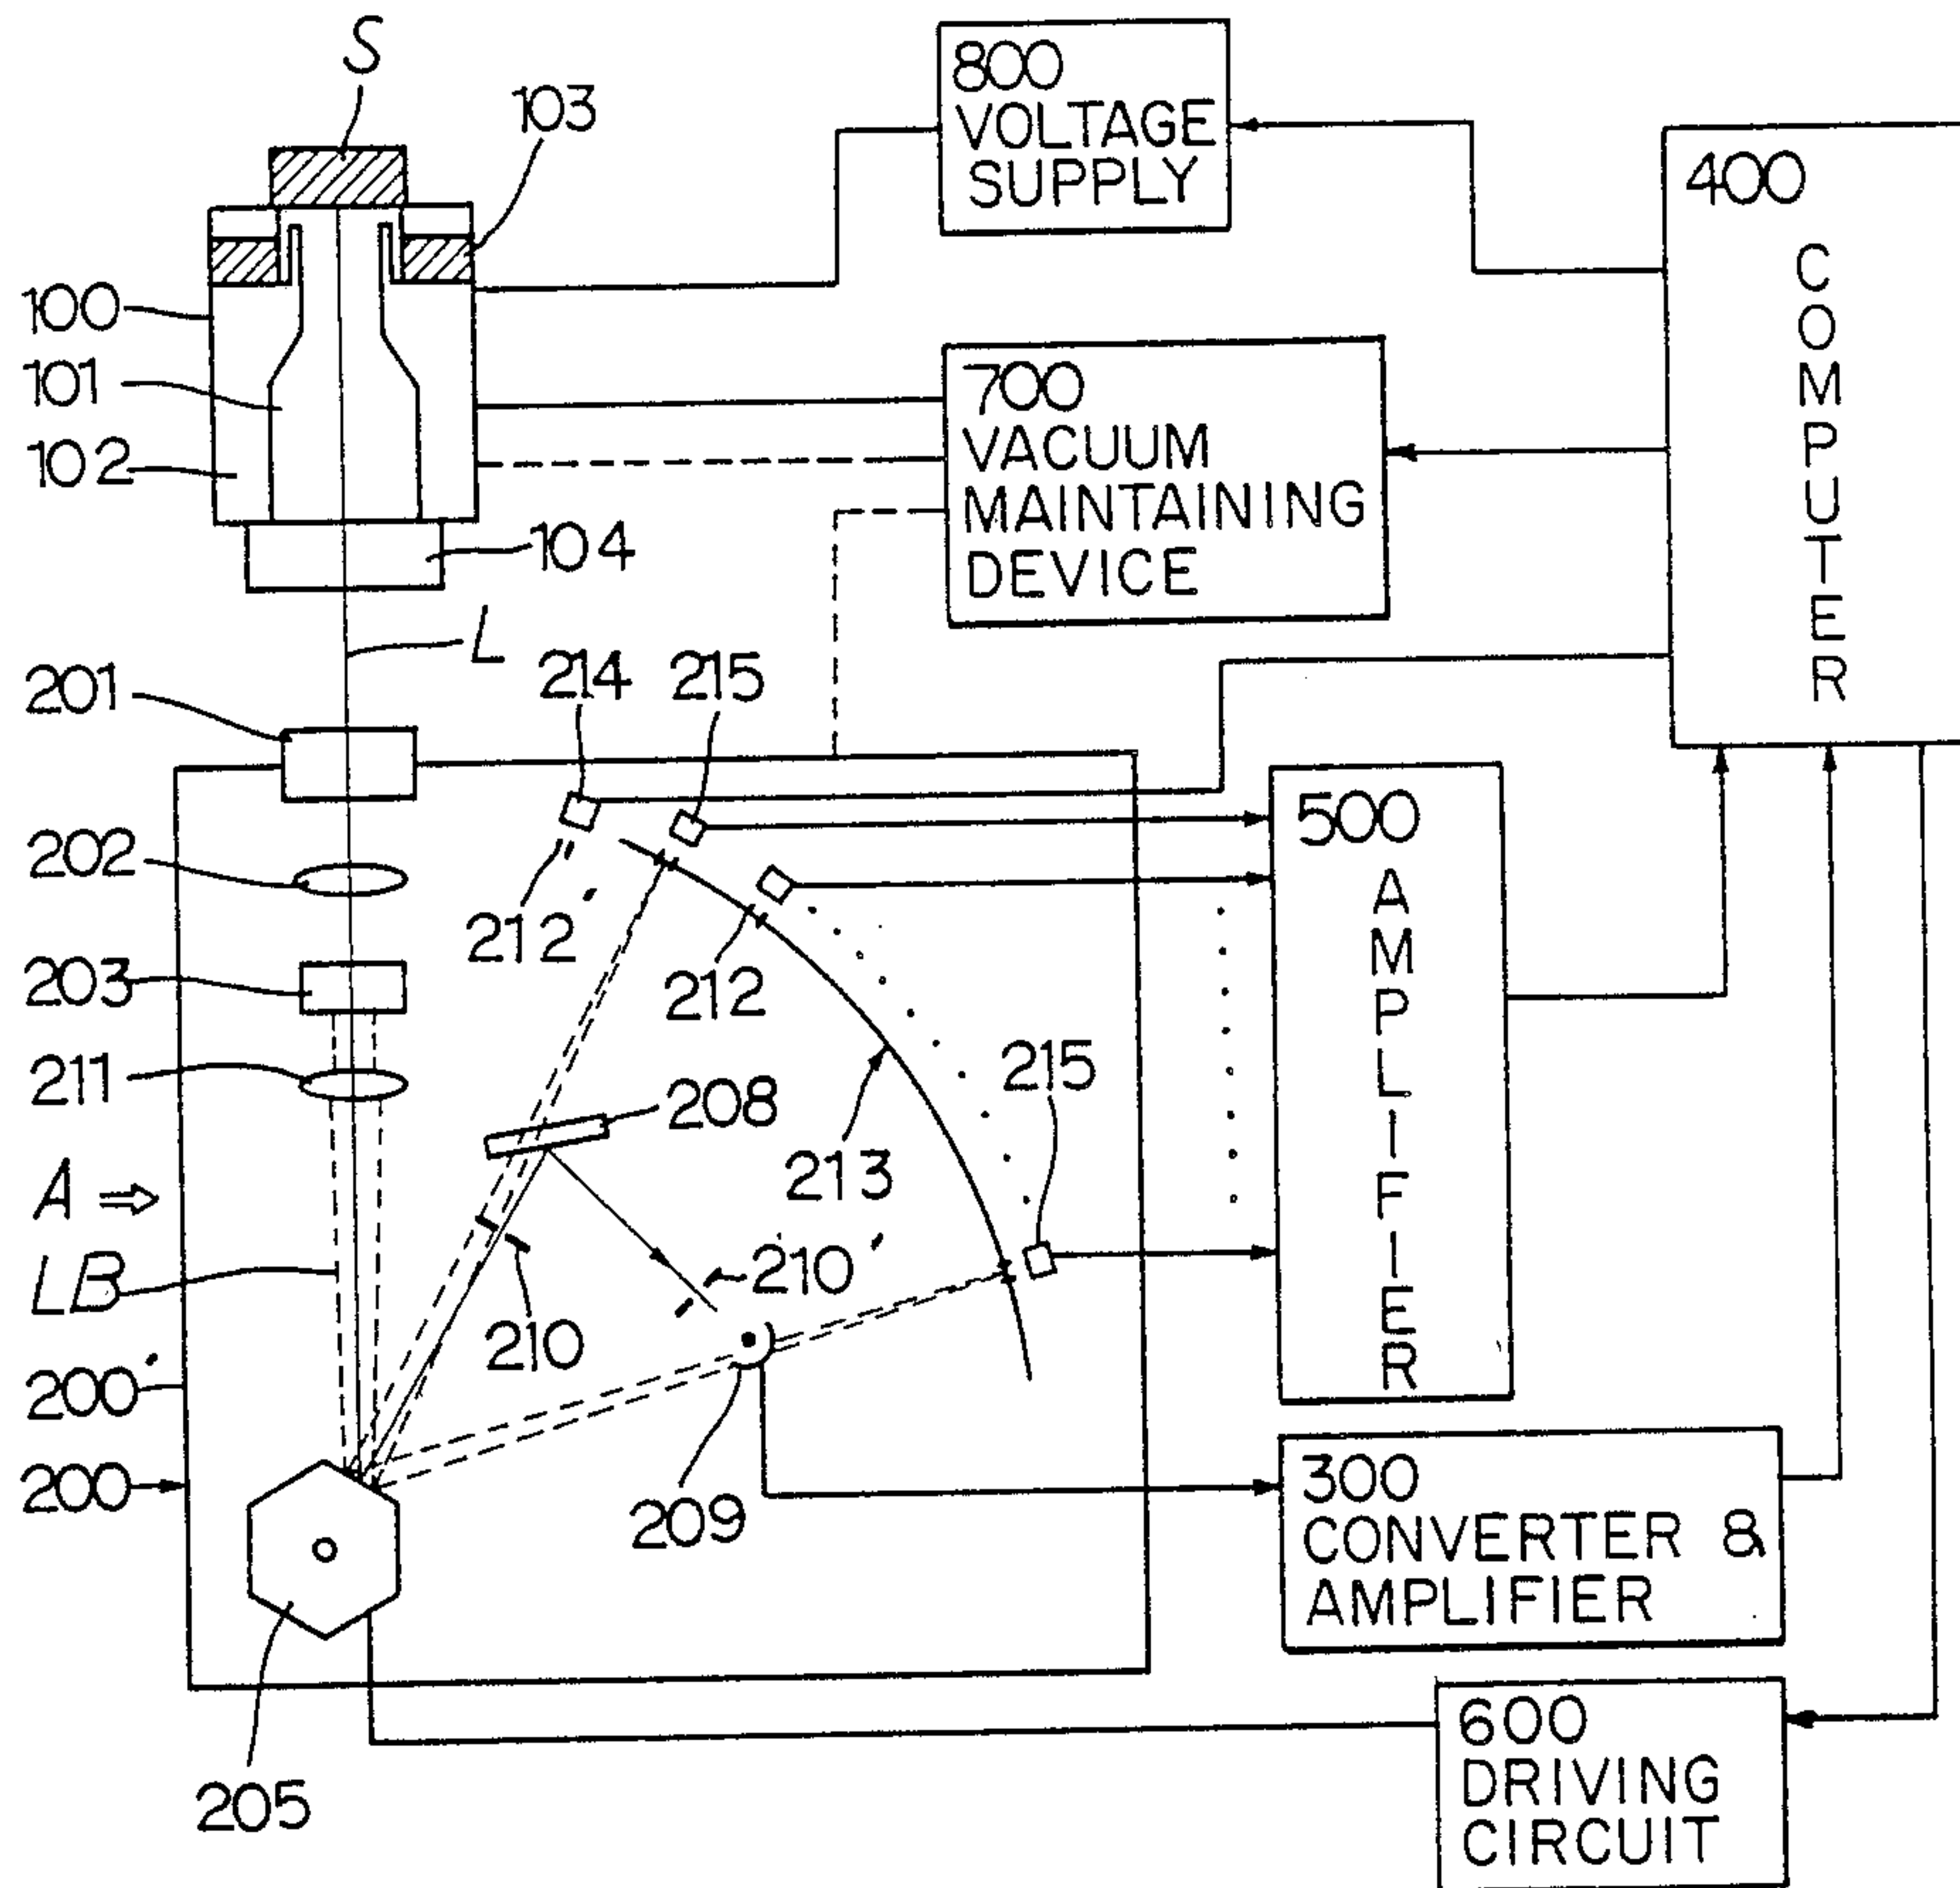 S
103
800
VOLTAGE
SUPPLY
400
COMPUTER
100
101
102
104
700
VACUUM
MAINTAINING
DEVICE
L
201
214
215
202
212'
212
500
AMPLIFIER
203
211
208
215
213
A ⇒
LB
210'
210
200'
200
209
300
CONVERTER &
AMPLIFIER
205
600
DRIVING
CIRCUIT